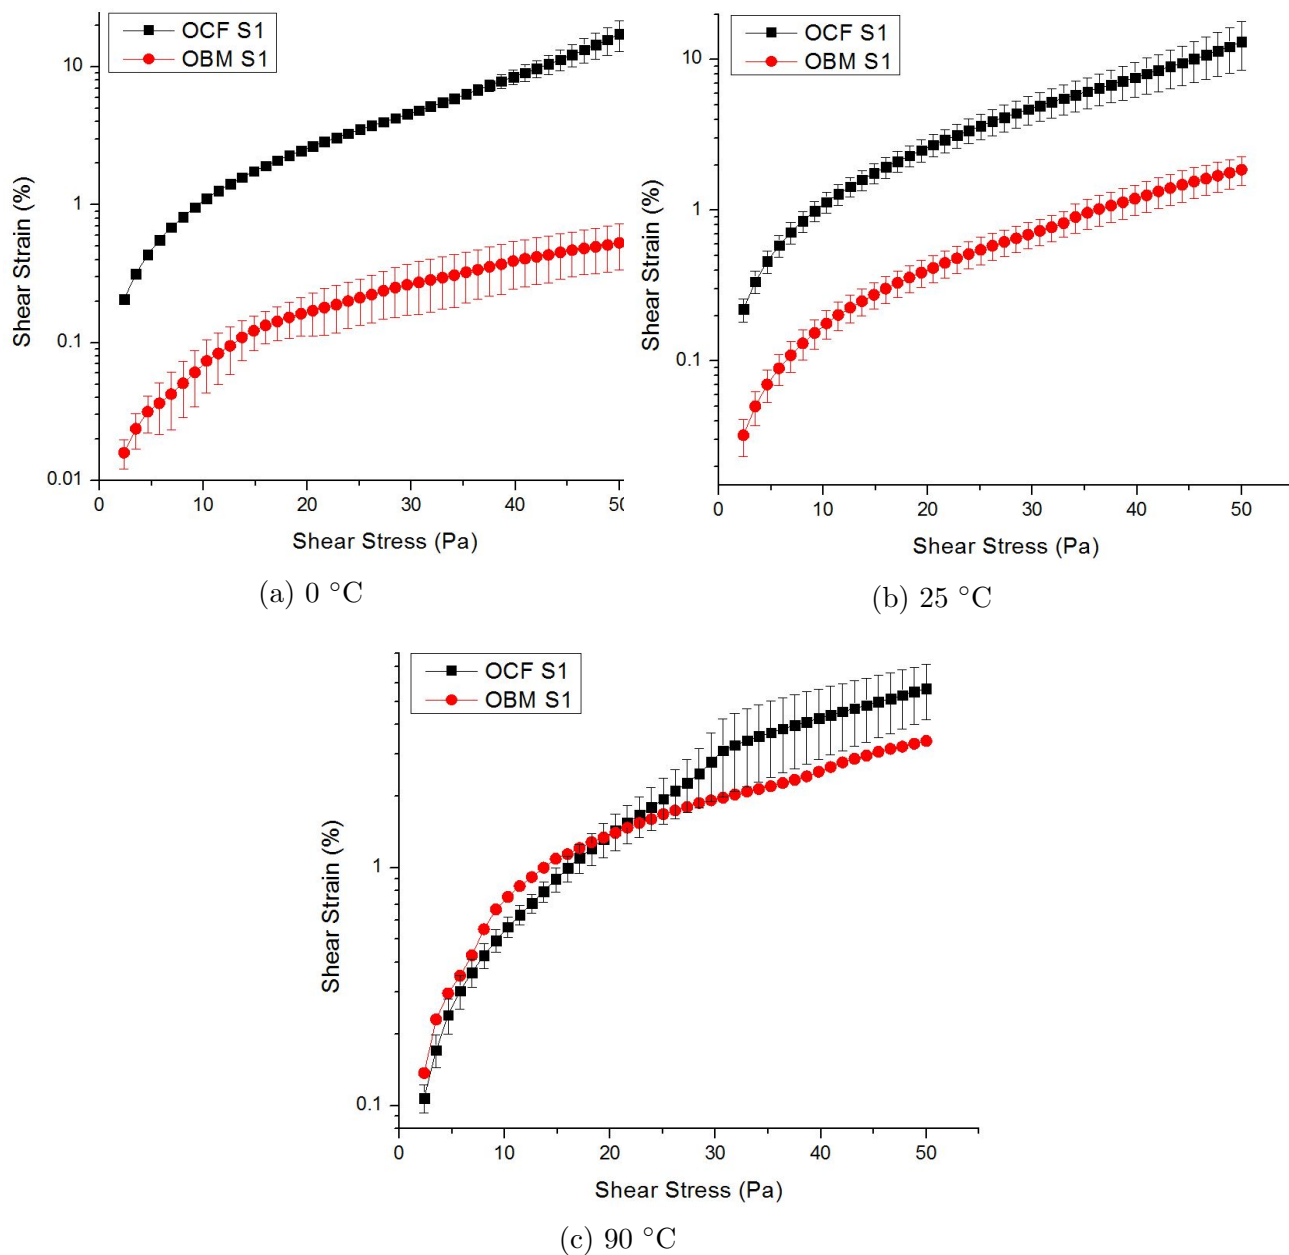 OCF S1
OBM S1
10
1
0.1
0.01
Shear Strain (%)
0 10 20 30 40 50
Shear Stress (Pa)
(a) 0 °C
OCF S1
OBM S1
10
1
0.1
Shear Strain (%)
0 10 20 30 40 50
Shear Stress (Pa)
(b) 25 °C
OCF S1
OBM S1
1
0.1
Shear Strain (%)
0 10 20 30 40 50
Shear Stress (Pa)
(c) 90 °C